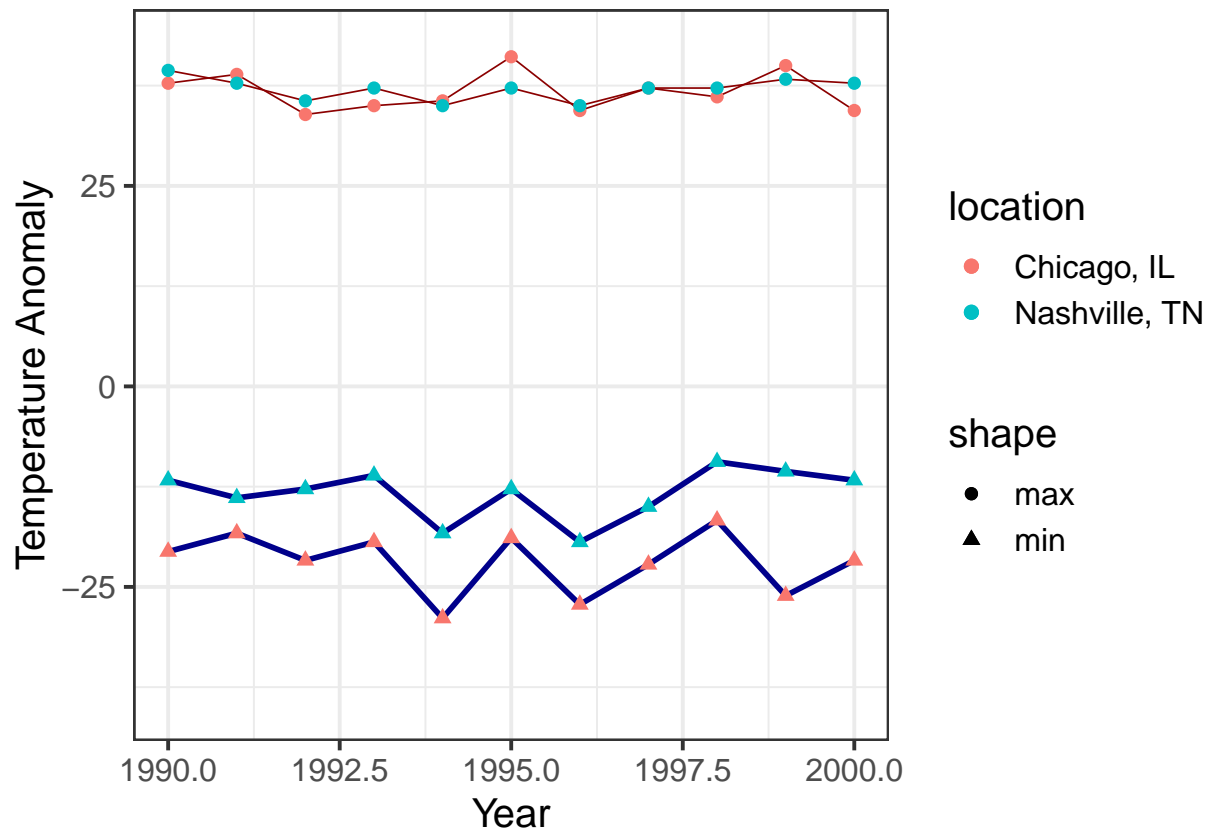 Temperature Anomaly
25
0
−25
1990.0 1992.5 1995.0 1997.5 2000.0
Year
location
Chicago, IL
Nashville, TN
shape
max
min